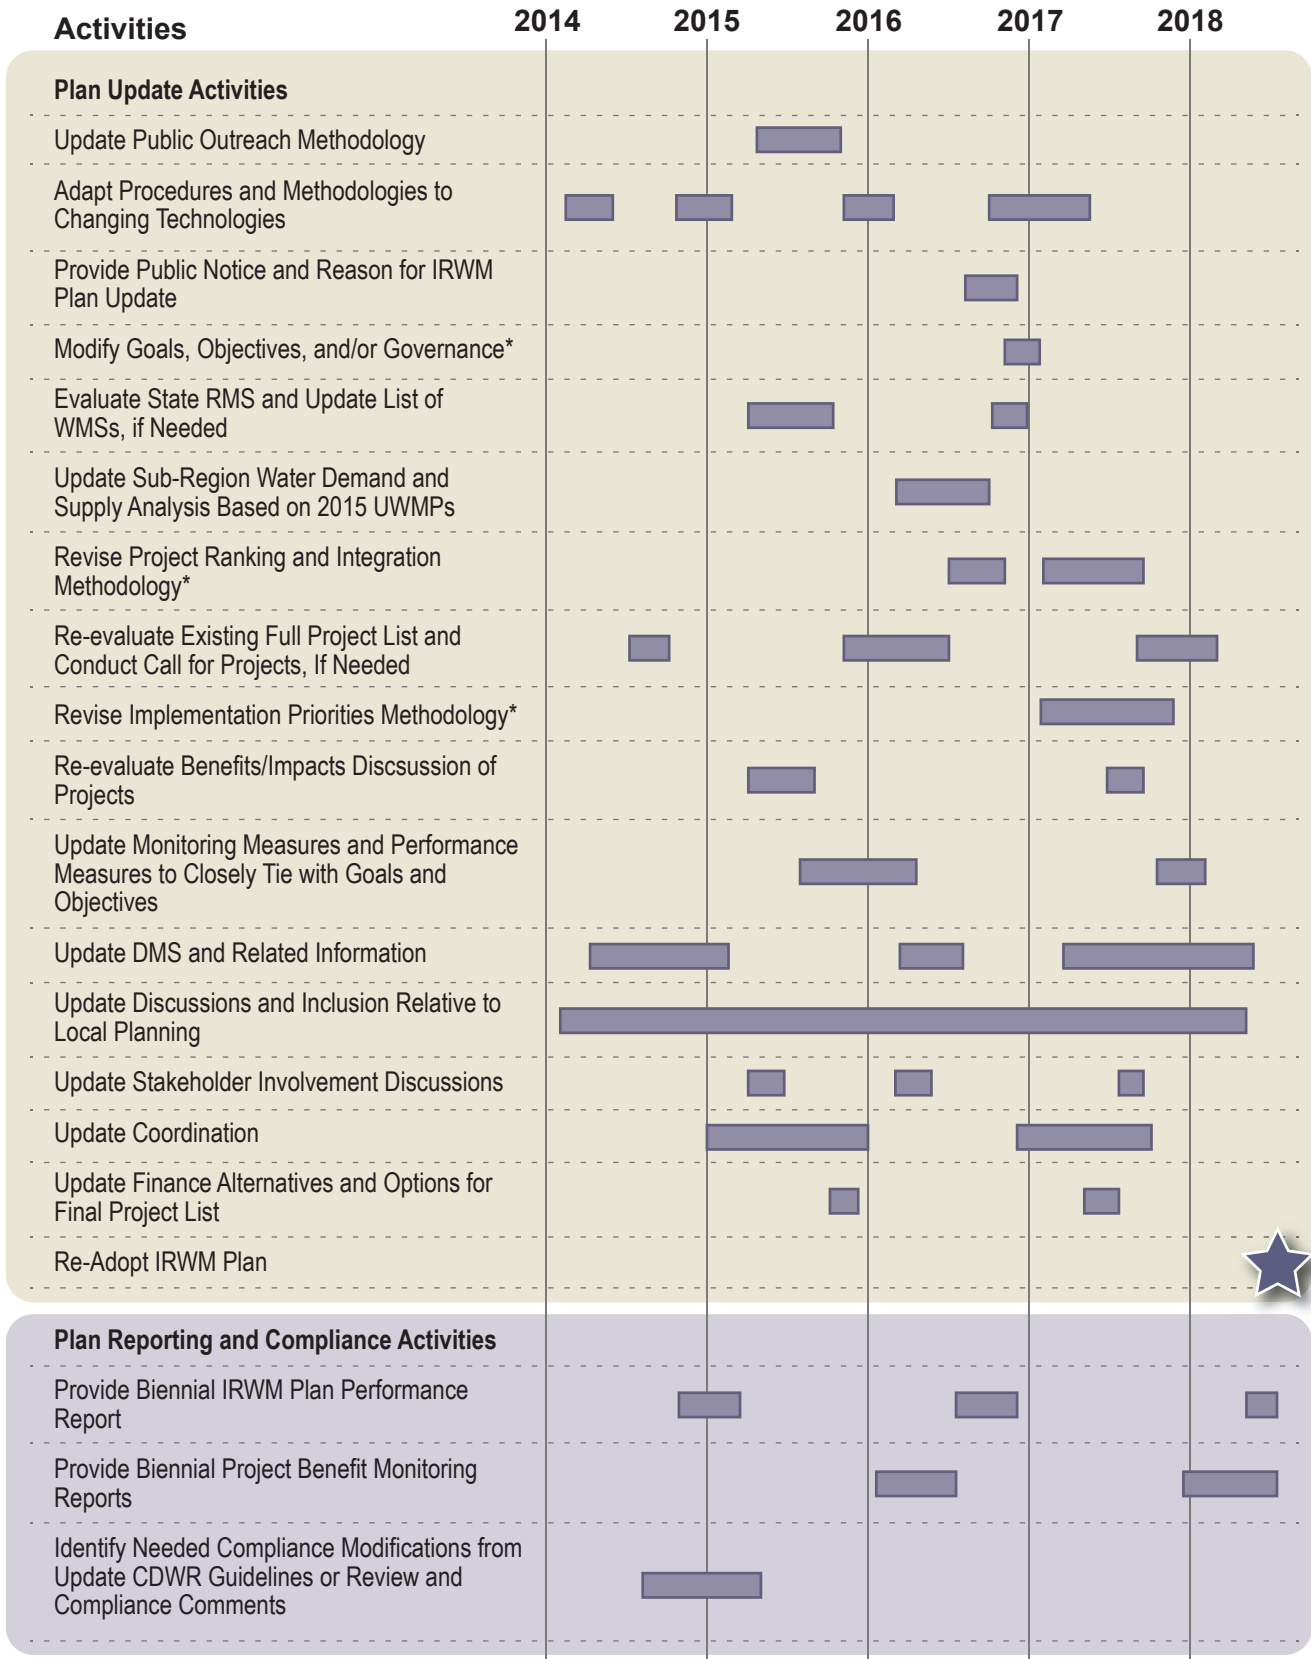 Activities 2014 2015 2016 2017 2018
Plan Update Activities
Update Public Outreach Methodology
Adapt Procedures and Methodologies to
Changing Technologies
Provide Public Notice and Reason for IRWM
Plan Update
Modify Goals, Objectives, and/or Governance*
Evaluate State RMS and Update List of
WMSs, if Needed
Update Sub-Region Water Demand and
Supply Analysis Based on 2015 UWMPs
Revise Project Ranking and Integration
Methodology*
Re-evaluate Existing Full Project List and
Conduct Call for Projects, If Needed
Revise Implementation Priorities Methodology*
Re-evaluate Benefits/Impacts Discsussion of
Projects
Update Monitoring Measures and Performance
Measures to Closely Tie with Goals and
Objectives
Update DMS and Related Information
Update Discussions and Inclusion Relative to
Local Planning
Update Stakeholder Involvement Discussions
Update Coordination
Update Finance Alternatives and Options for
Final Project List
Re-Adopt IRWM Plan
Plan Reporting and Compliance Activities
Provide Biennial IRWM Plan Performance
Report
Provide Biennial Project Benefit Monitoring
Reports
Identify Needed Compliance Modifications from
Update CDWR Guidelines or Review and
Compliance Comments